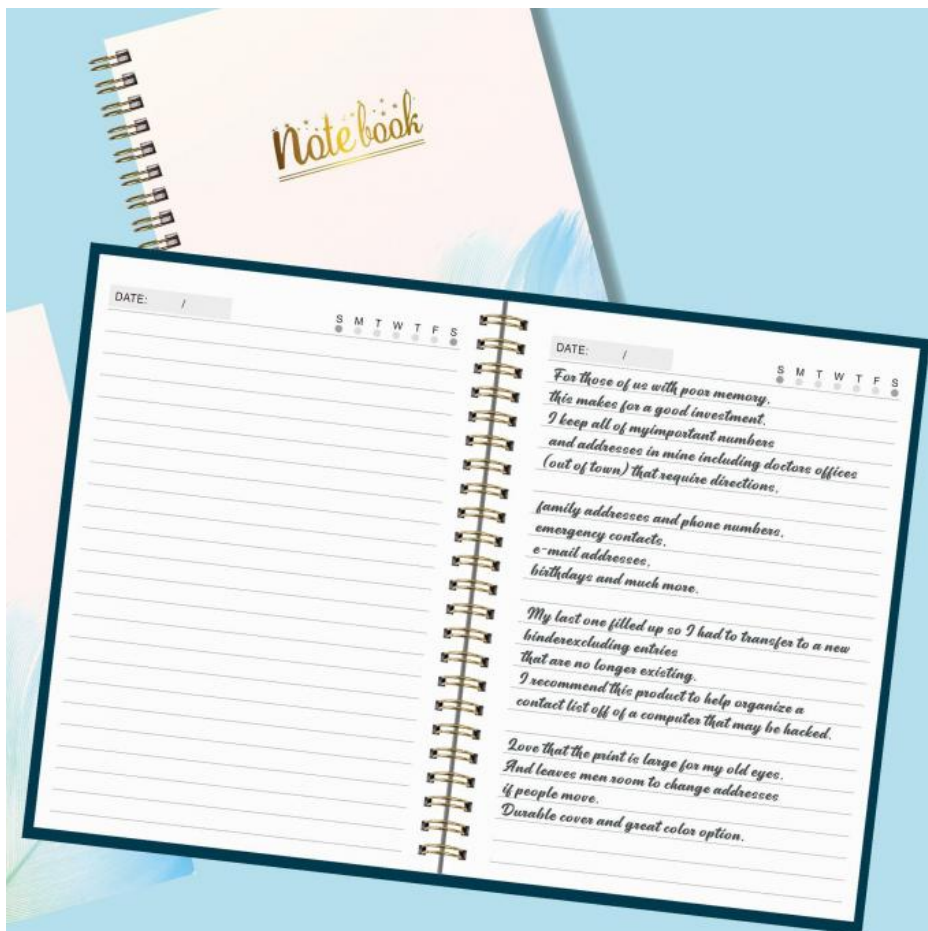 Notebook
DATE: /
S M T W T F S
DATE: /
S M T W T F S
For those of us with poor memory,
this makes for a good investment.
I keep all of myimportant numbers
and addresses in mine including doctors offices
(out of town) that require directions,
family addresses and phone numbers,
emergency contacts,
e-mail addresses,
birthdays and much more.
My last one filled up so I had to transfer to a new
binderexcluding entries
that are no longer existing.
I recommend this product to help organize a
contact list off of a computer that may be hacked.
Love that the print is large for my old eyes.
And leaves men room to change addresses
if people move.
Durable cover and great color option.